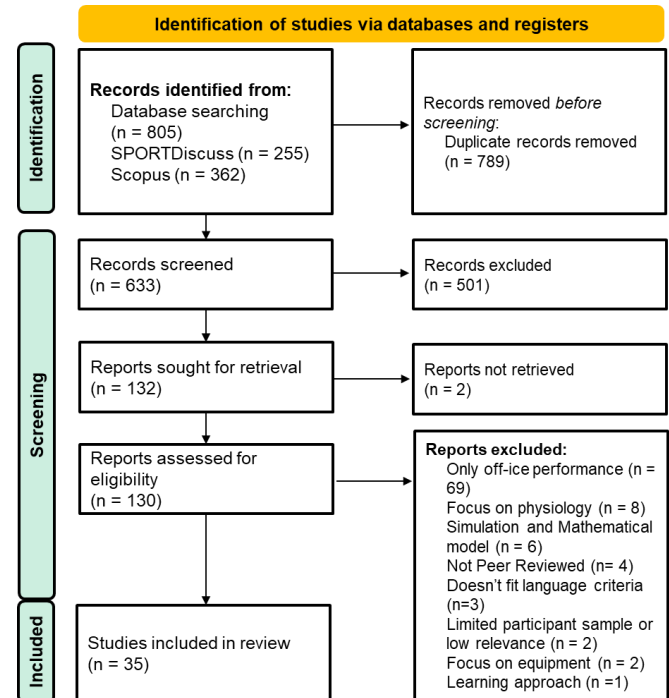 Identification of studies via databases and registers
Identification
Records identified from:
Database searching
(n = 805)
SPORTDiscuss (n = 255)
Scopus (n = 362)
Records removed before
screening:
Duplicate records removed
(n = 789)
Screening
Records screened
(n = 633)
Records excluded
(n = 501)
Reports sought for retrieval
(n = 132)
Reports not retrieved
(n = 2)
Reports assessed for
eligibility
(n = 130)
Reports excluded:
Only off-ice performance (n =
69)
Focus on physiology (n = 8)
Simulation and Mathematical
model (n = 6)
Not Peer Reviewed (n= 4)
Doesn’t fit language criteria
(n=3)
Limited participant sample or
low relevance (n = 2)
Focus on equipment (n = 2)
Learning approach (n =1)
Included
Studies included in review
(n = 35)